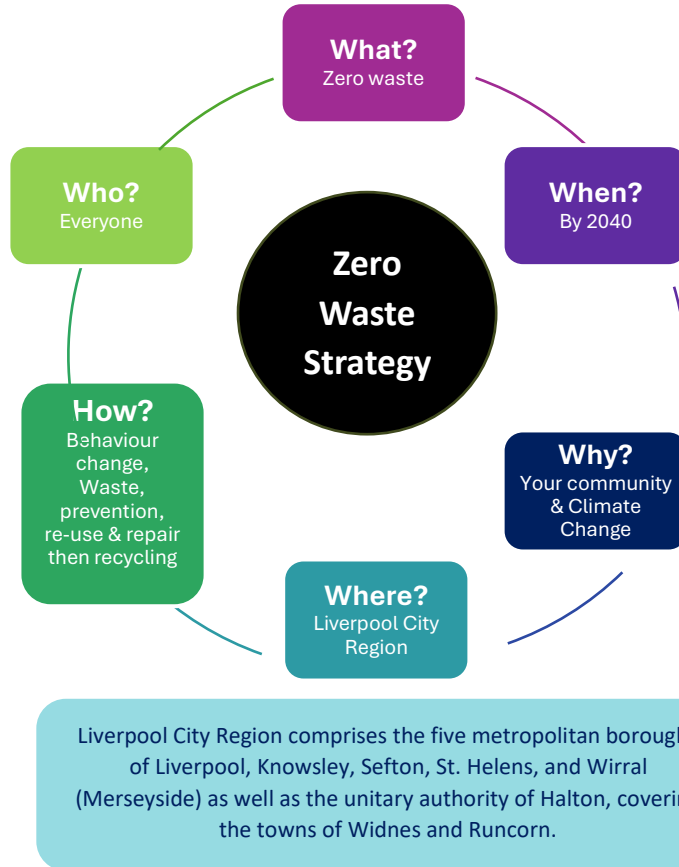 What?
Zero waste
When?
By 2040
Why?
Your community
& Climate
Change
Where?
Liverpool City
Region
How?
Behaviour
change,
Waste,
prevention,
re-use & repair
then recycling
Who?
Everyone
Zero
Waste
Strategy
Liverpool City Region comprises the five metropolitan
of Liverpool, Knowsley, Sefton, St. Helens, and Wirral
(Merseyside) as well as the unitary authority of Halton,
the towns of Widnes and Runcorn.